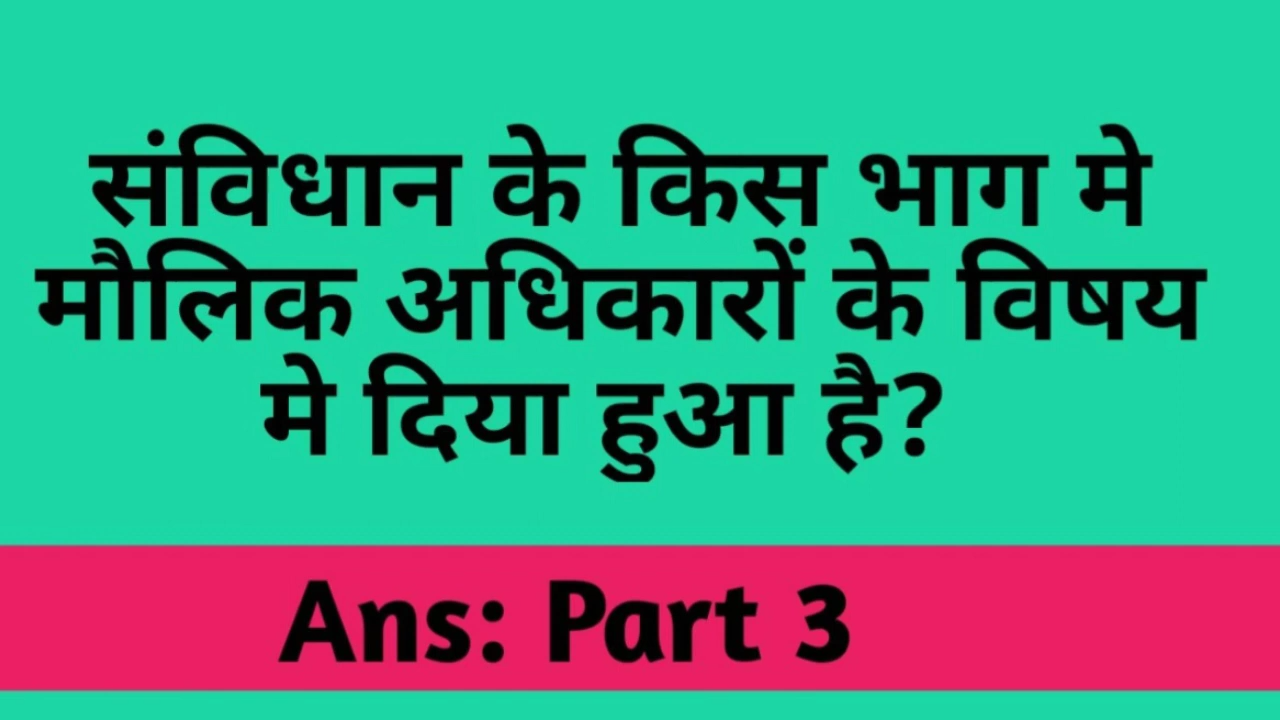 संविधान के किस भाग मे
मौलिक अधिकारों के विषय
मे दिया हुआ है?
Ans: Part 3